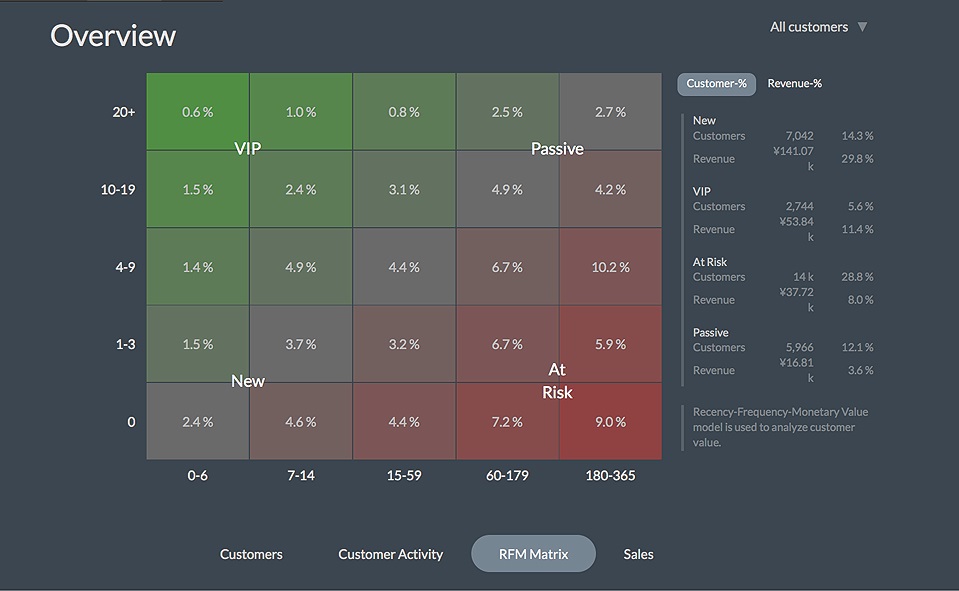 Overview
All customers ▼
20+ 0.6 % 1.0 % 0.8 % 2.5 % 2.7 %
VIP Passive
10-19 1.5 % 2.4 % 3.1 % 4.9 % 4.2 %
4-9 1.4 % 4.9 % 4.4 % 6.7 % 10.2 %
1-3 1.5 % 3.7 % 3.2 % 6.7 % 5.9 %
New
At
Risk
0 2.4 % 4.6 % 4.4 % 7.2 % 9.0 %
0-6 7-14 15-59 60-179 180-365
Customer-% Revenue-%
New
Customers 7,042 14.3 %
Revenue ¥141.07 29.8 %
k
VIP
Customers 2,744 5.6 %
Revenue ¥53.84 11.4 %
k
At Risk
Customers 14 k 28.8 %
Revenue ¥37.72 8.0 %
k
Passive
Customers 5,966 12.1 %
Revenue ¥16.81 3.6 %
k
Recency-Frequency-Monetary Value
model is used to analyze customer
value.
Customers Customer Activity RFM Matrix Sales